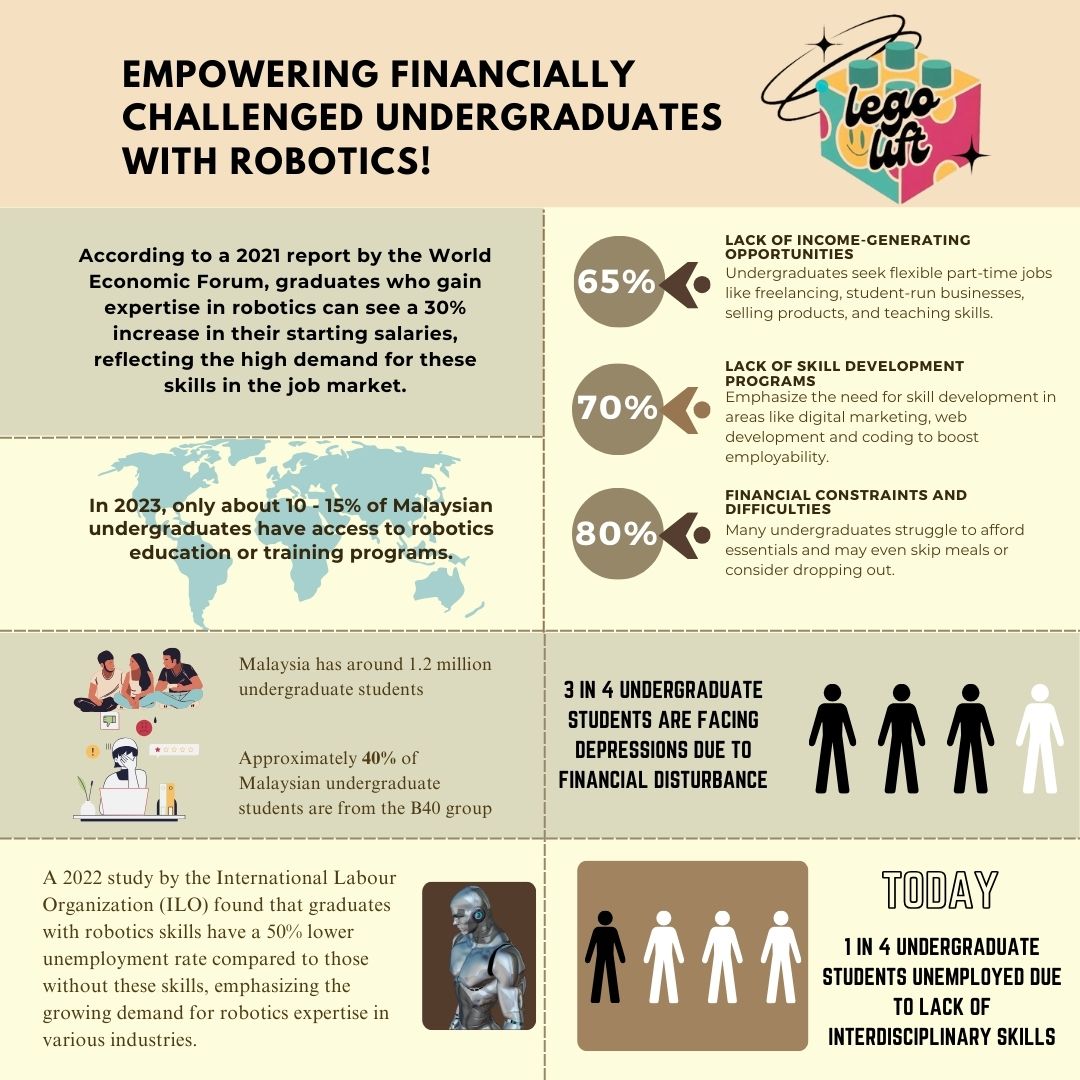 EMPOWERING FINANCIALLY
CHALLENGED UNDERGRADUATES
WITH ROBOTICS!
lego
lift
According to a 2021 report by the World
Economic Forum, graduates who gain
expertise in robotics can see a 30%
increase in their starting salaries,
reflecting the high demand for these
skills in the job market.
In 2023, only about 10 - 15% of Malaysian
undergraduates have access to robotics
education or training programs.
65%
LACK OF INCOME-GENERATING
OPPORTUNITIES
Undergraduates seek flexible part-time jobs
like freelancing, student-run businesses,
selling products, and teaching skills.
70%
LACK OF SKILL DEVELOPMENT
PROGRAMS
Emphasize the need for skill development in
areas like digital marketing, web
development and coding to boost
employability.
80%
FINANCIAL CONSTRAINTS AND
DIFFICULTIES
Many undergraduates struggle to afford
essentials and may even skip meals or
consider dropping out.
Malaysia has around 1.2 million
undergraduate students
Approximately 40% of
Malaysian undergraduate
students are from the B40 group
3 IN 4 UNDERGRADUATE
STUDENTS ARE FACING
DEPRESSIONS DUE TO
FINANCIAL DISTURBANCE
A 2022 study by the International Labour
Organization (ILO) found that graduates
with robotics skills have a 50% lower
unemployment rate compared to those
without these skills, emphasizing the
growing demand for robotics expertise in
various industries.
TODAY
1 IN 4 UNDERGRADUATE
STUDENTS UNEMPLOYED DUE
TO LACK OF
INTERDISCIPLINARY SKILLS